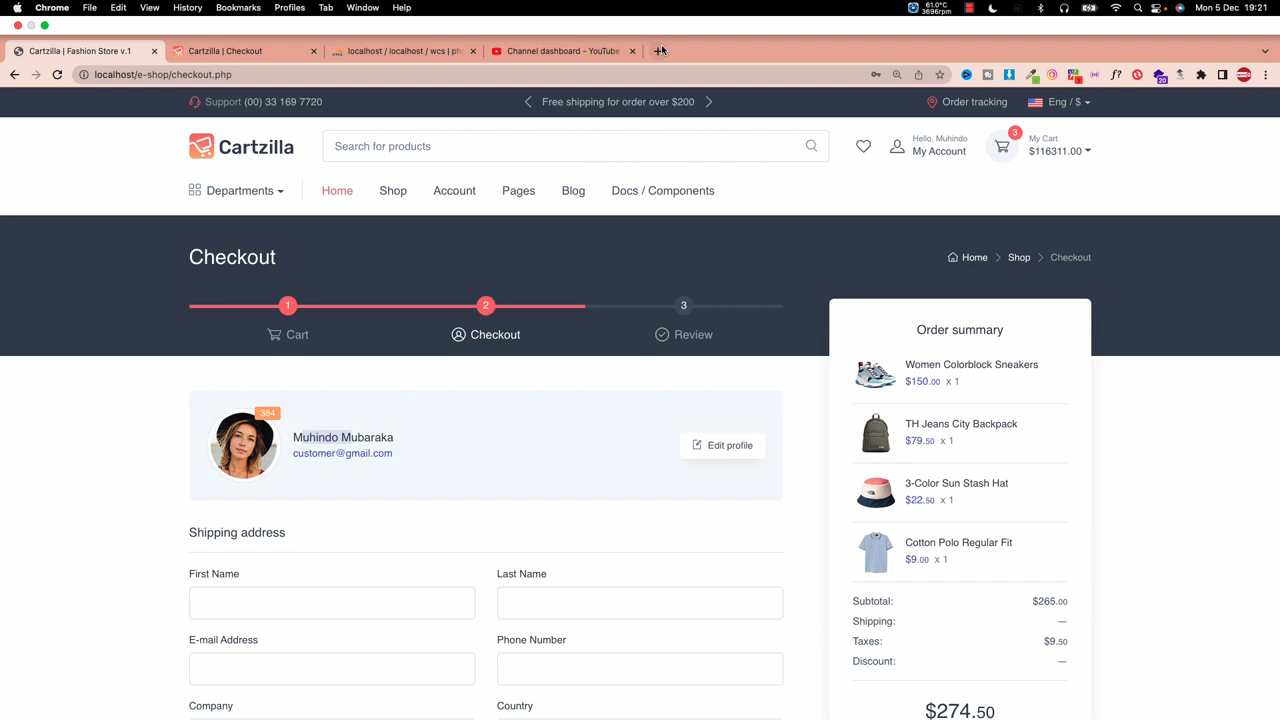 Chrome File Edit View History Bookmarks Profiles Tab Window Help
61.0°C
3696rpm
Mon 5 Dec 19:21
Cartzilla | Fashion Store v.1
Cartzilla | Checkout
localhost / localhost / wcs | ph
Channel dashboard - YouTube
localhost/e-shop/checkout.php
20
Support (00) 33 169 7720
Free shipping for order over $200
Order tracking
Eng / $
Cartzilla
Search for products
Hello, Muhindo
My Account
3
My Cart
$116311.00
Departments
Home
Shop
Account
Pages
Blog
Docs / Components
Checkout
Home > Shop > Checkout
1
2
3
Cart
Checkout
Review
384
Muhindo Mubaraka
customer@gmail.com
Edit profile
Shipping address
First Name
Last Name
E-mail Address
Phone Number
Company
Country
Order summary
Women Colorblock Sneakers
$150.00 x 1
TH Jeans City Backpack
$79.50 x 1
3-Color Sun Stash Hat
$22.50 x 1
Cotton Polo Regular Fit
$9.00 x 1
Subtotal: $265.00
Shipping: —
Taxes: $9.50
Discount: —
$274.50